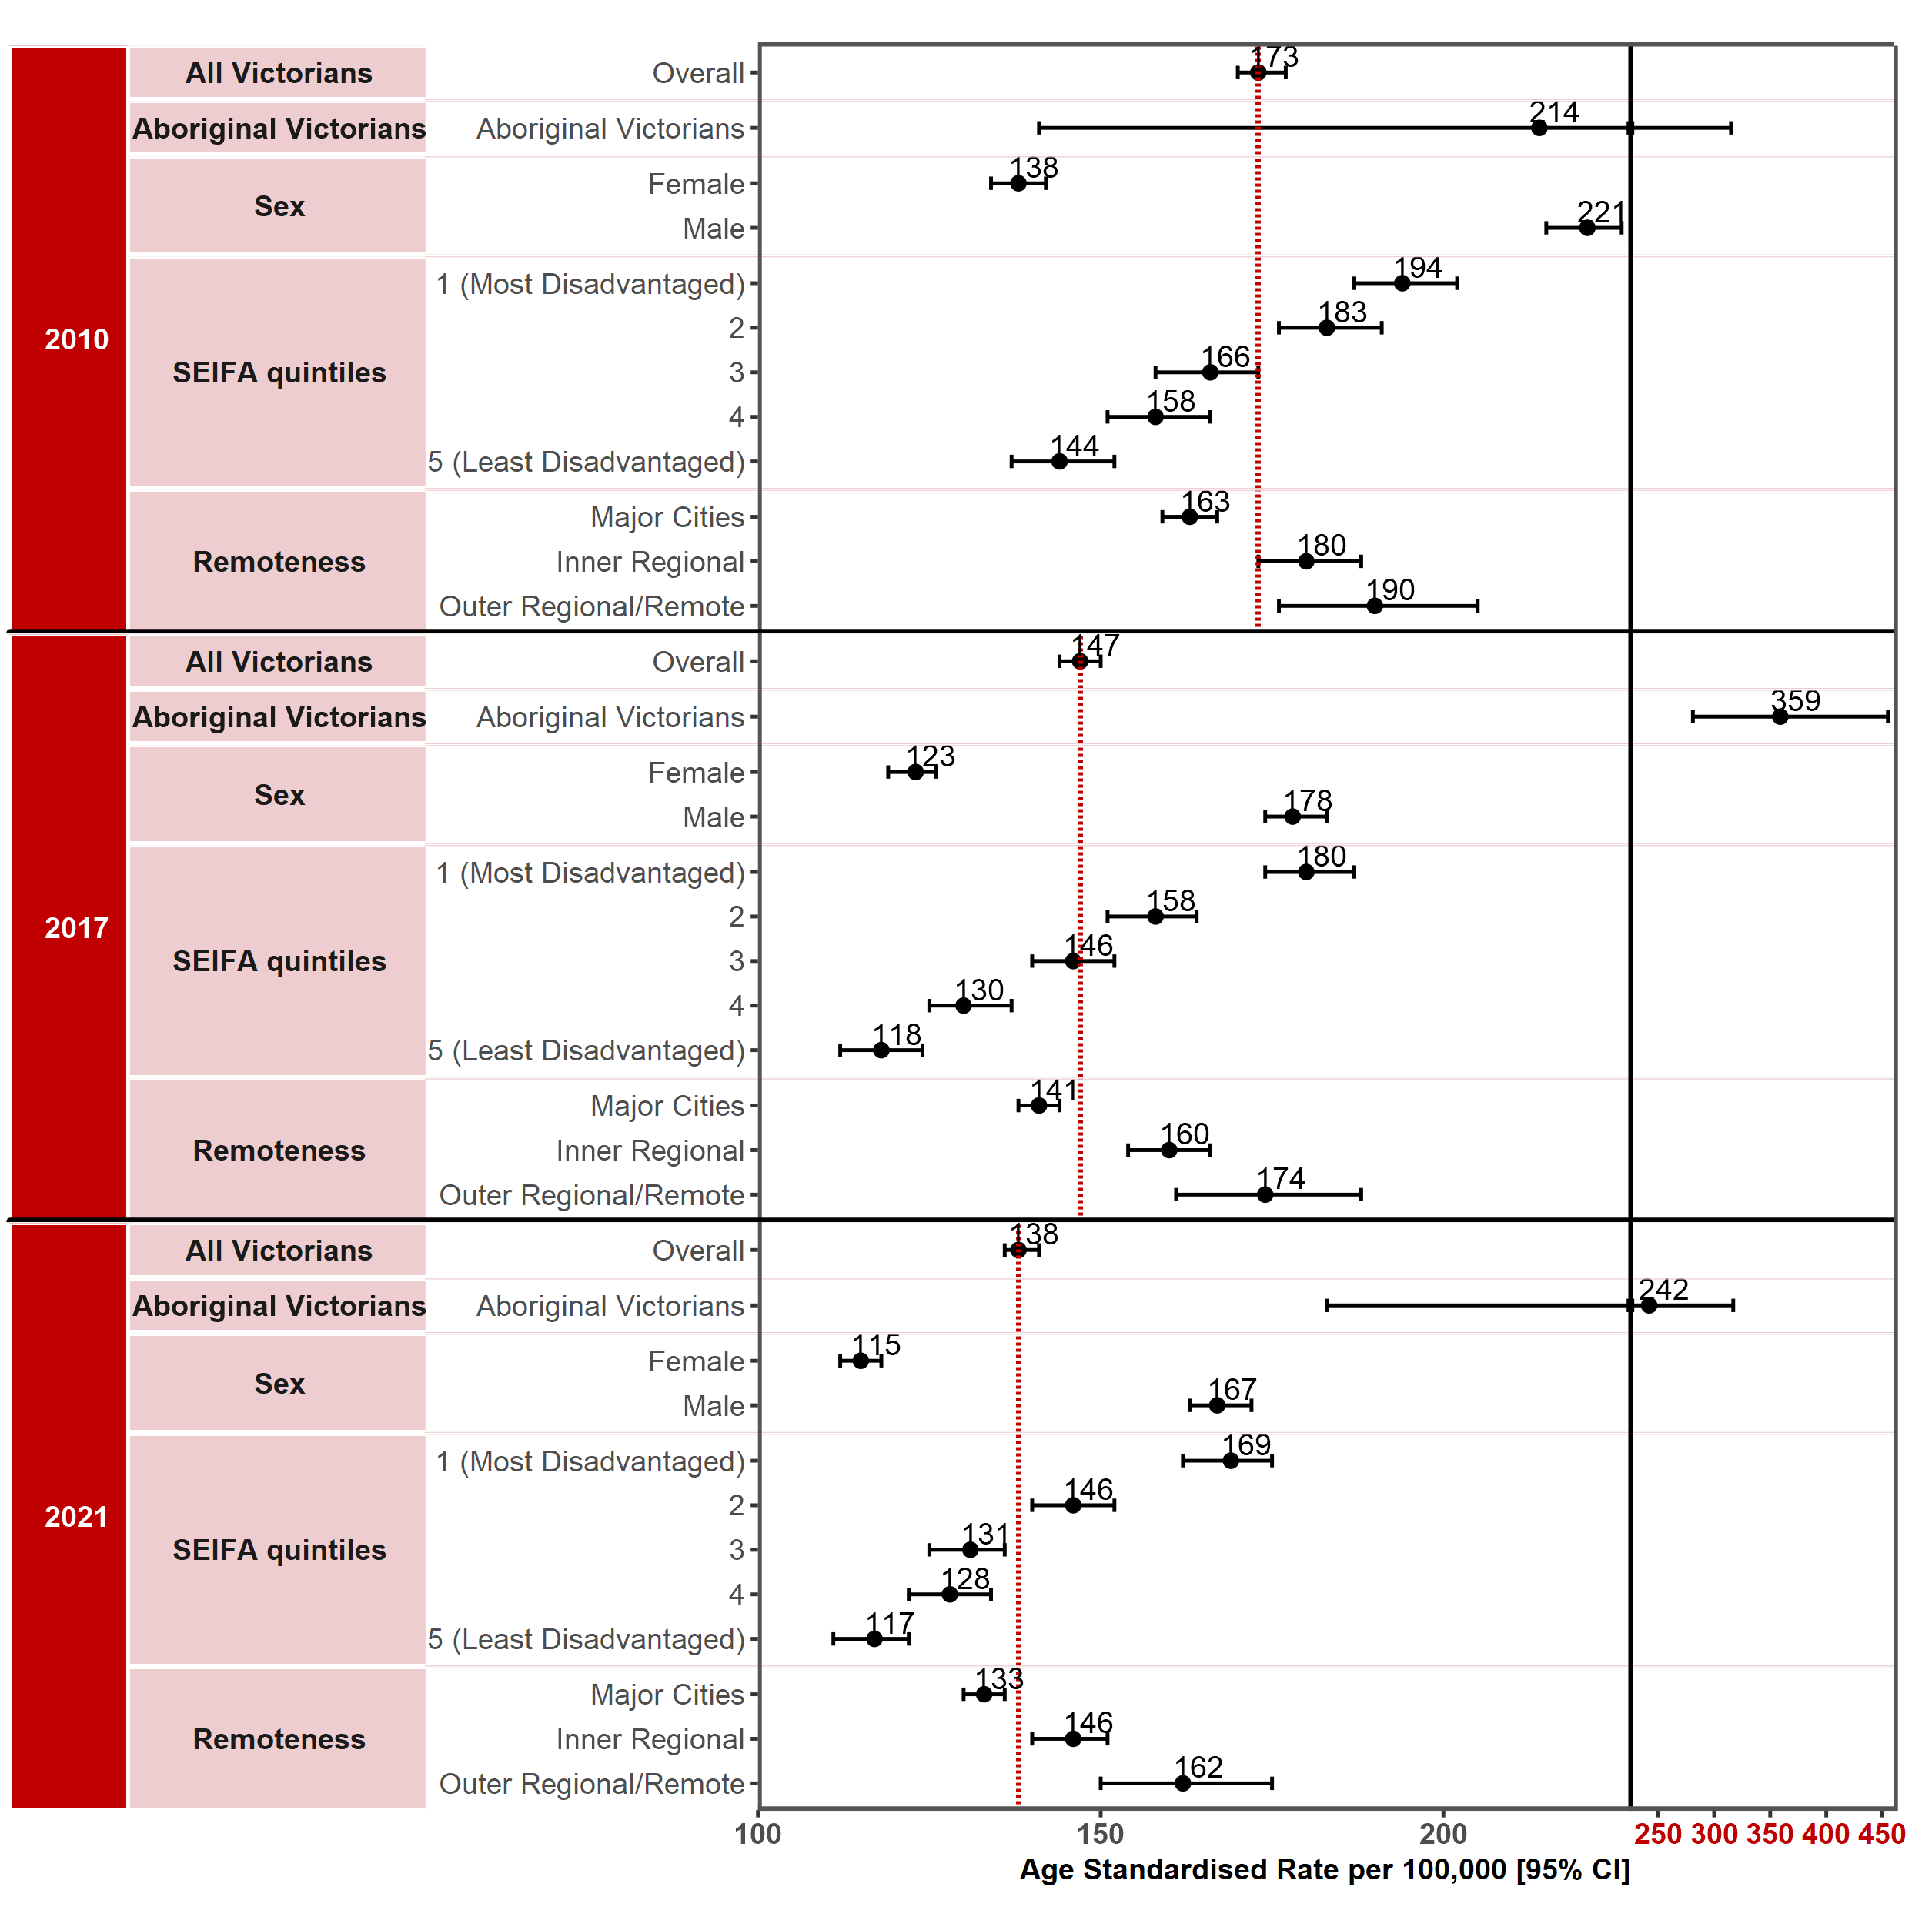 All Victorians Overall 173
Aboriginal Victorians Aboriginal Victorians 214
Female 138
Sex
Male 221
1 (Most Disadvantaged) 194
2 183
2010
SEIFA quintiles 3 166
4 158
5 (Least Disadvantaged) 144
Major Cities 163
Remoteness Inner Regional 180
Outer Regional/Remote 190
All Victorians Overall 147
Aboriginal Victorians Aboriginal Victorians 359
Female 123
Sex
Male 178
1 (Most Disadvantaged) 180
2 158
2017
SEIFA quintiles 3 146
4 130
5 (Least Disadvantaged) 118
Major Cities 141
Remoteness Inner Regional 160
Outer Regional/Remote 174
All Victorians Overall 138
Aboriginal Victorians Aboriginal Victorians 242
Female 115
Sex
Male 167
1 (Most Disadvantaged) 169
2 146
2021
SEIFA quintiles 3 131
4 128
5 (Least Disadvantaged) 117
Major Cities 133
Remoteness Inner Regional 146
Outer Regional/Remote 162
100 150 200 250 300 350 400 450
Age Standardised Rate per 100,000 [95% CI]